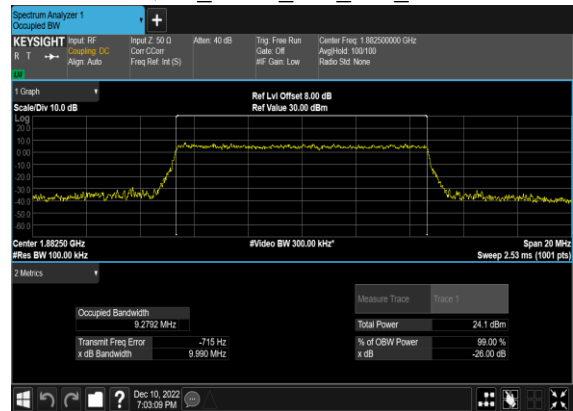 Spectrum Analyzer 1
Occupied BW
+
KEYSIGHT
R T
LXI
Input: RF
Coupling: DC
Align: Auto
Input Z: 50 Ω
Corr CCorr
Freq Ref: Int (S)
Atten: 40 dB
Trig: Free Run
Gate: Off
#IF Gain: Low
Center Freq: 1.882500000 GHz
Avg|Hold: 100/100
Radio Std: None
1 Graph
Scale/Div 10.0 dB
Ref Lvl Offset 8.00 dB
Ref Value 30.00 dBm
Log
20.0
10.0
0.00
-10.0
-20.0
-30.0
-40.0
-50.0
-60.0
Center 1.88250 GHz
#Res BW 100.00 kHz
#Video BW 300.00 kHz*
Span 20 MHz
Sweep 2.53 ms (1001 pts)
2 Metrics
Measure Trace Trace 1
Occupied Bandwidth
9.2792 MHz
Total Power 24.1 dBm
Transmit Freq Error -715 Hz
% of OBW Power 99.00 %
x dB Bandwidth 9.990 MHz
x dB -26.00 dB
?
Dec 10, 2022
7:03:09 PM